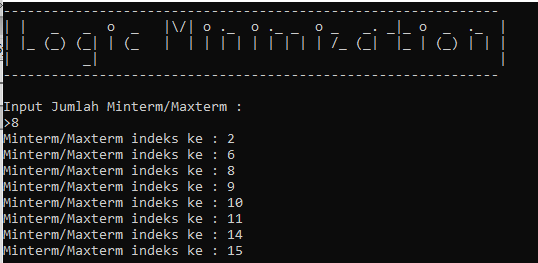 Logic Minimization
Input Jumlah Minterm/Maxterm :
>8
Minterm/Maxterm indeks ke : 2
Minterm/Maxterm indeks ke : 6
Minterm/Maxterm indeks ke : 8
Minterm/Maxterm indeks ke : 9
Minterm/Maxterm indeks ke : 10
Minterm/Maxterm indeks ke : 11
Minterm/Maxterm indeks ke : 14
Minterm/Maxterm indeks ke : 15